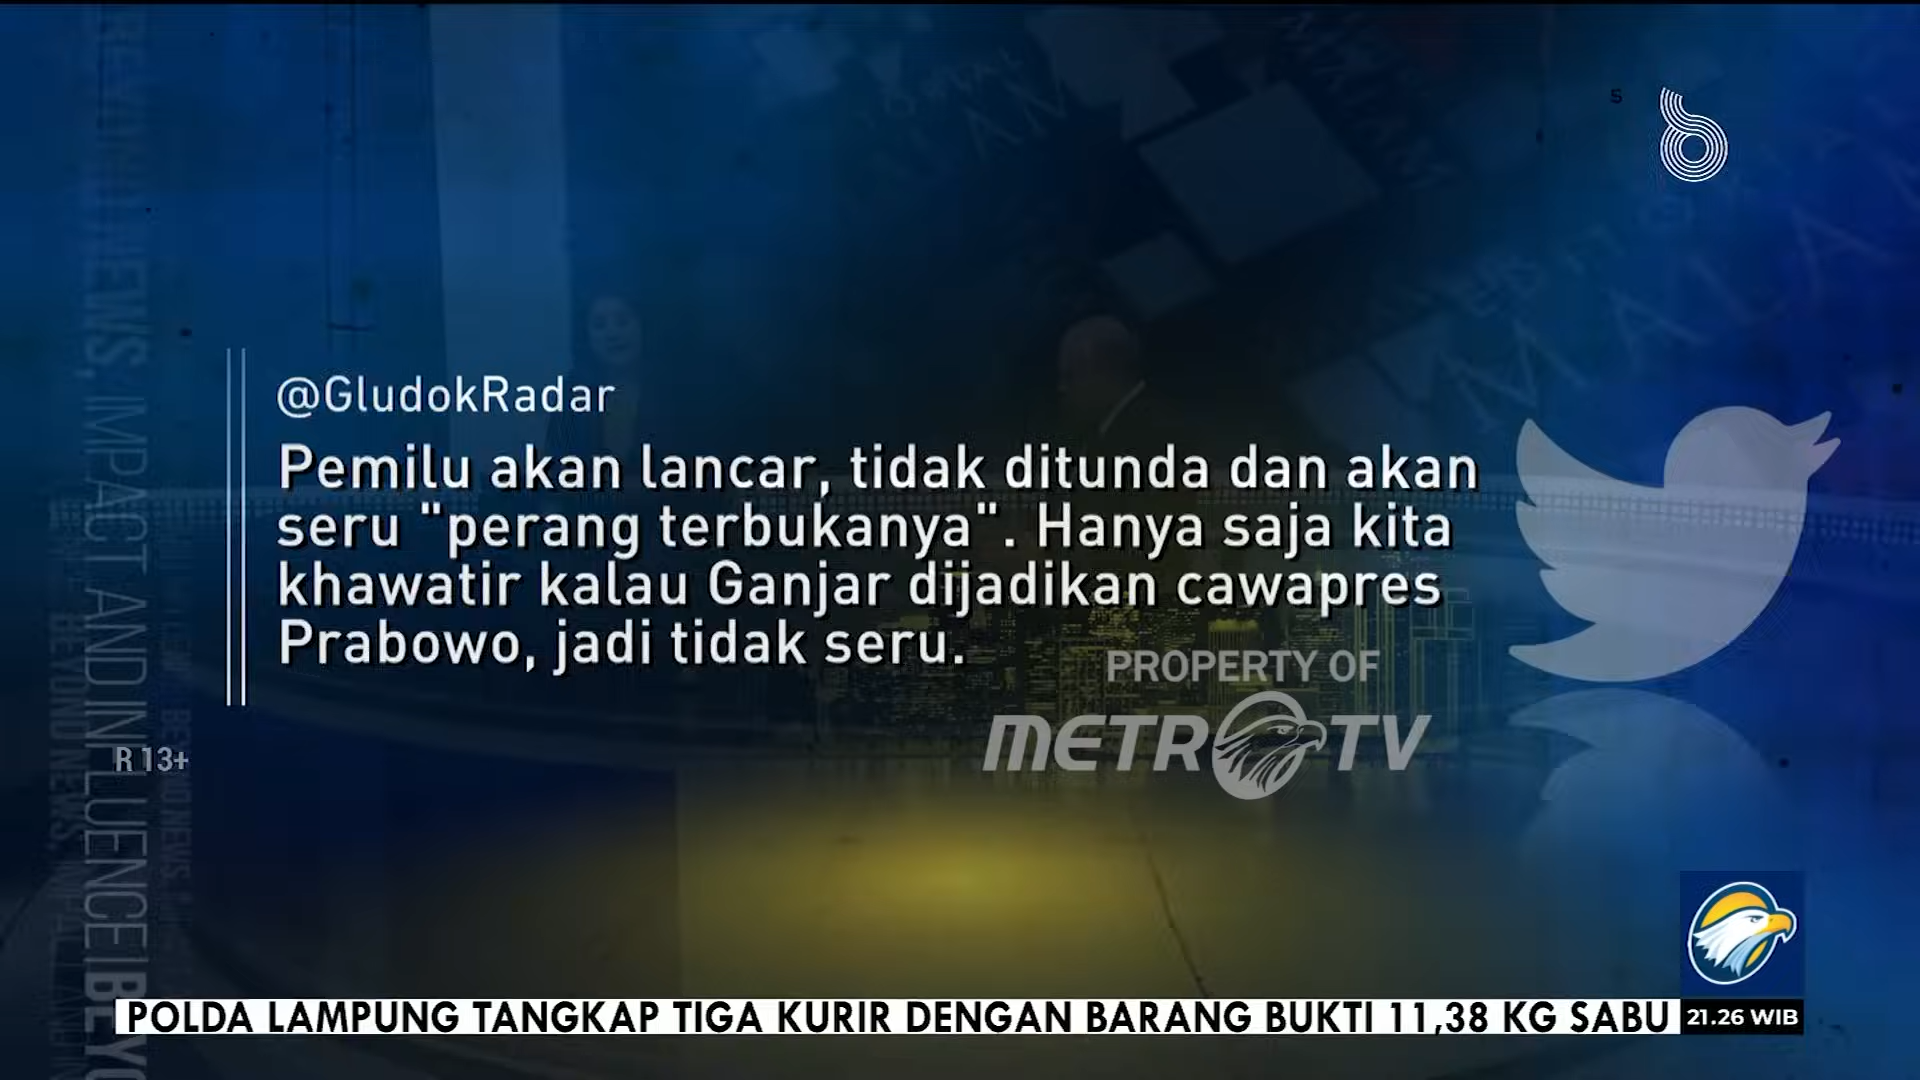 @GludokRadar
Pemilu akan lancar, tidak ditunda dan akan
seru "perang terbukanya". Hanya saja kita
khawatir kalau Ganjar dijadikan cawapres
Prabowo, jadi tidak seru.
PROPERTY OF
METRO TV
R 13+
POLDA LAMPUNG TANGKAP TIGA KURIR DENGAN BARANG BUKTI 11,38 KG SABU
21.26 WIB